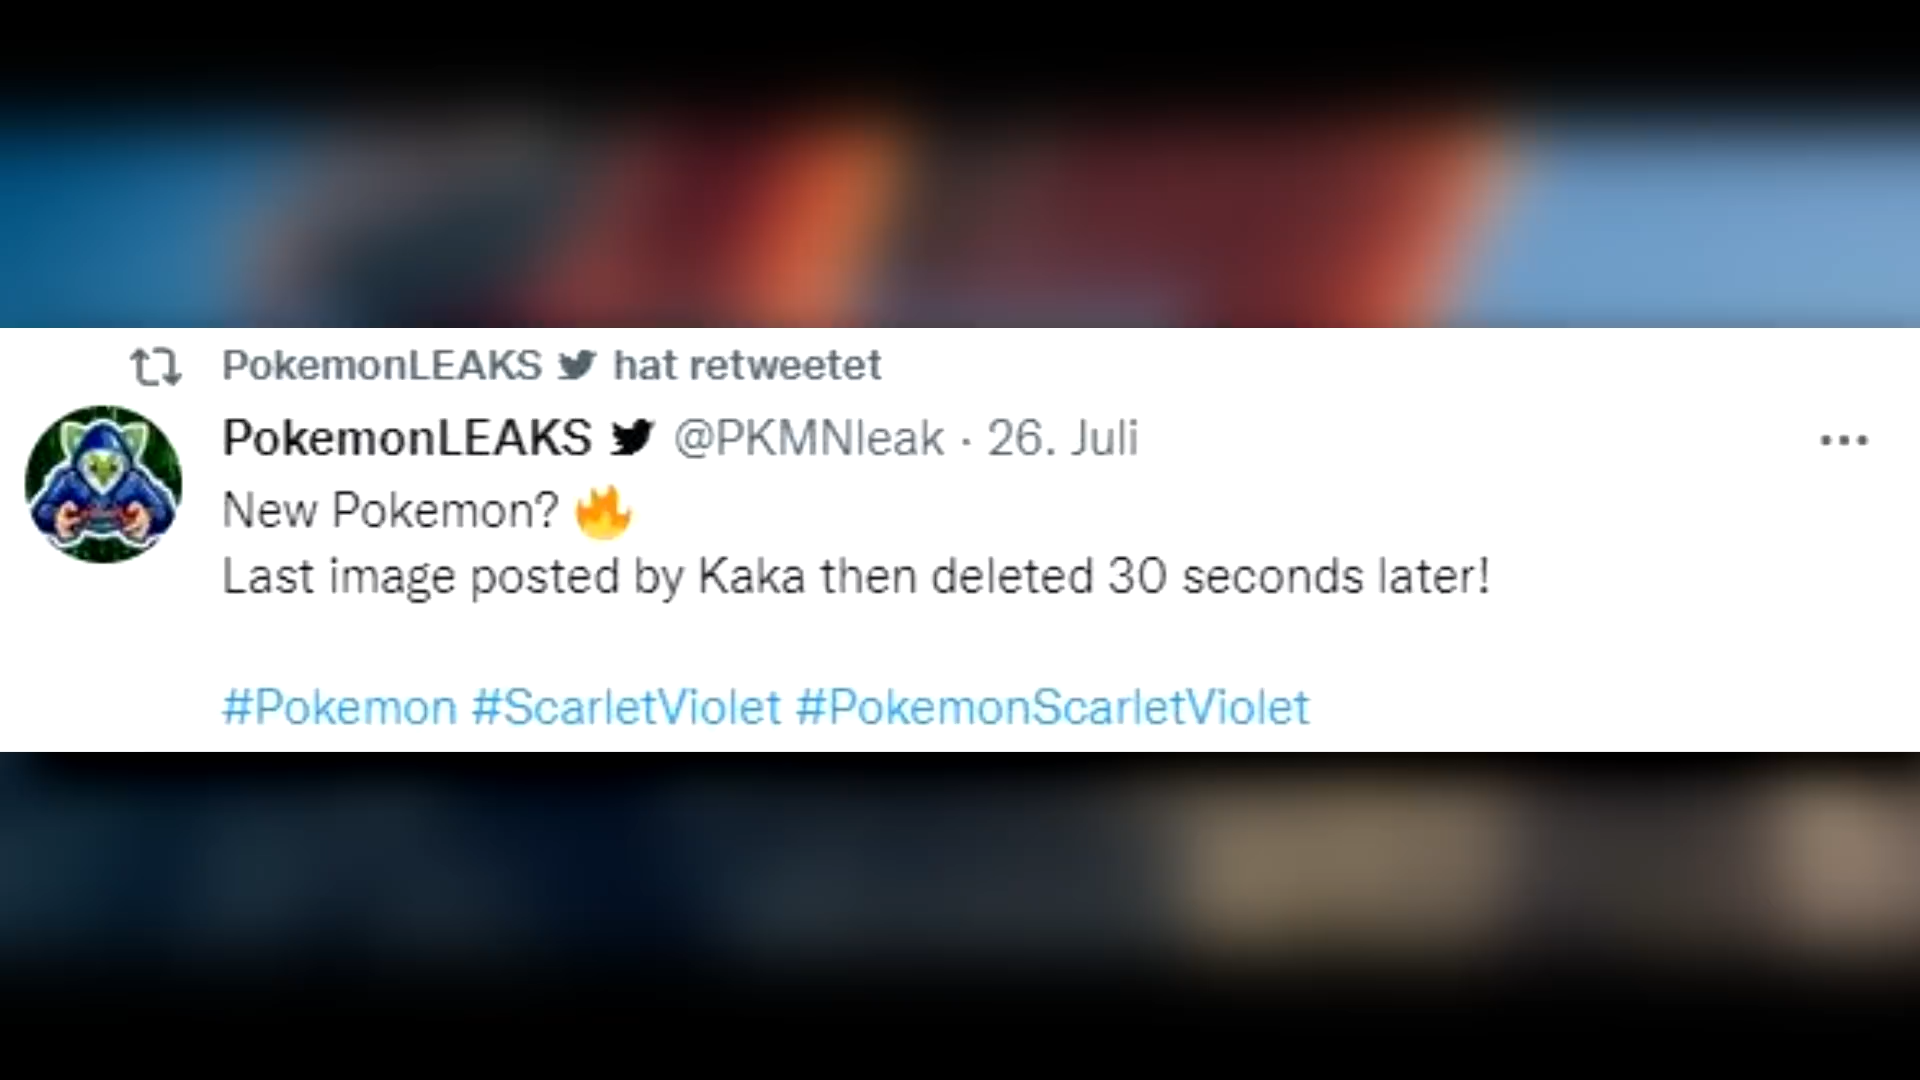 PokemonLEAKS hat retweetet
PokemonLEAKS @PKMNleak · 26. Juli
New Pokemon? 🔥
Last image posted by Kaka then deleted 30 seconds later!
#Pokemon #ScarletViolet #PokemonScarletViolet